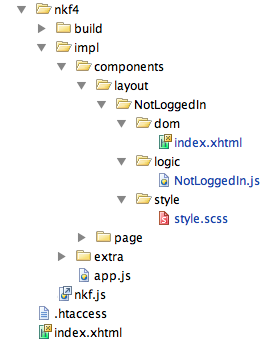 nkf4
build
impl
components
layout
NotLoggedIn
dom
index.xhtml
logic
NotLoggedIn.js
style
style.scss
page
extra
app.js
nkf.js
.htaccess
index.xhtml